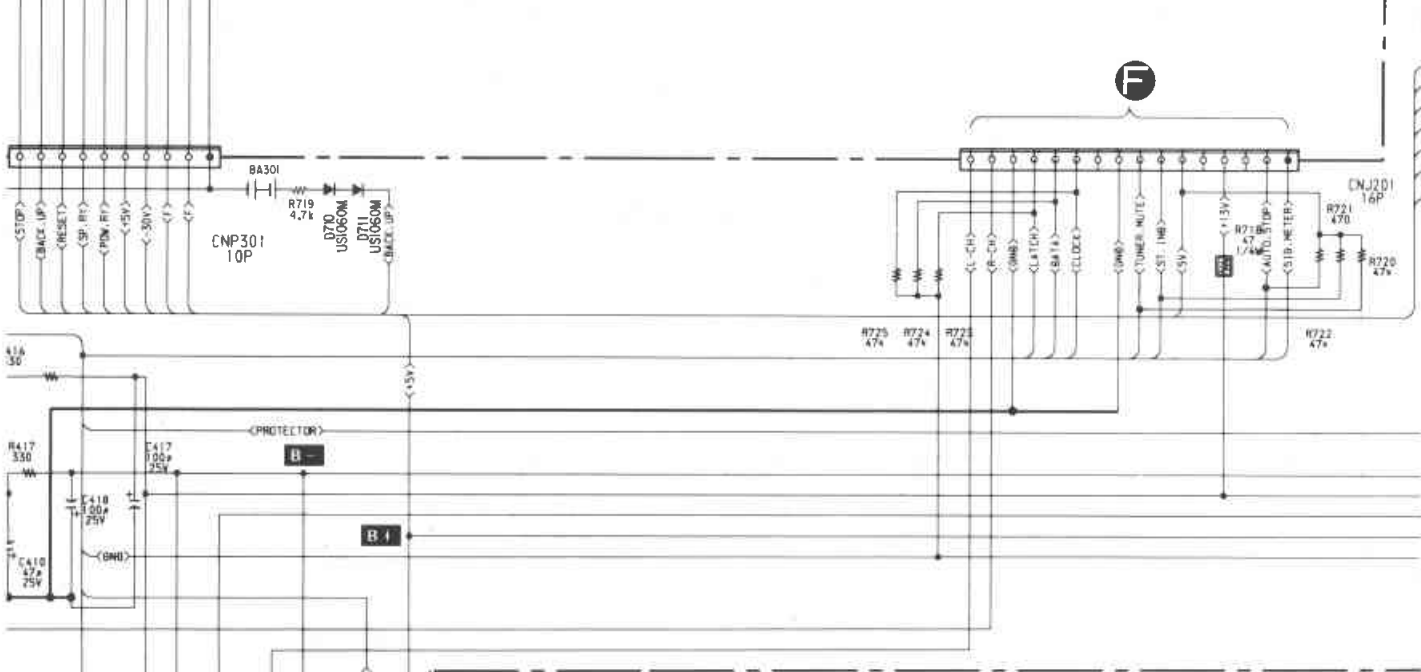 F
BA301
R719
4.7k
D710
US1060M
D711
US1060M
<BACK.UP>
<STOP>
<BACK.UP>
<RESET>
<SP.RY>
<POW.RY>
<+5V>
<-30V>
<F>
<F>
CNP301
10P
CNJ201
16P
<L-CH>
<R-CH>
<GND>
<LATCH>
<DATA>
<CLOCK>
<GND>
<TUNER.MUTE>
<ST.IND>
<5V>
<+13V>
R718
47
<AUTO.STOP>
<SIG.METER>
R721
470
R720
47k
R725
47k
R724
47k
R723
47k
R722
47k
416
<+5V>
<PROTECTOR>
R417
330
C417
100μ
25V
B -
C418
100μ
25V
B +
<GND>
C410
47μ
25V